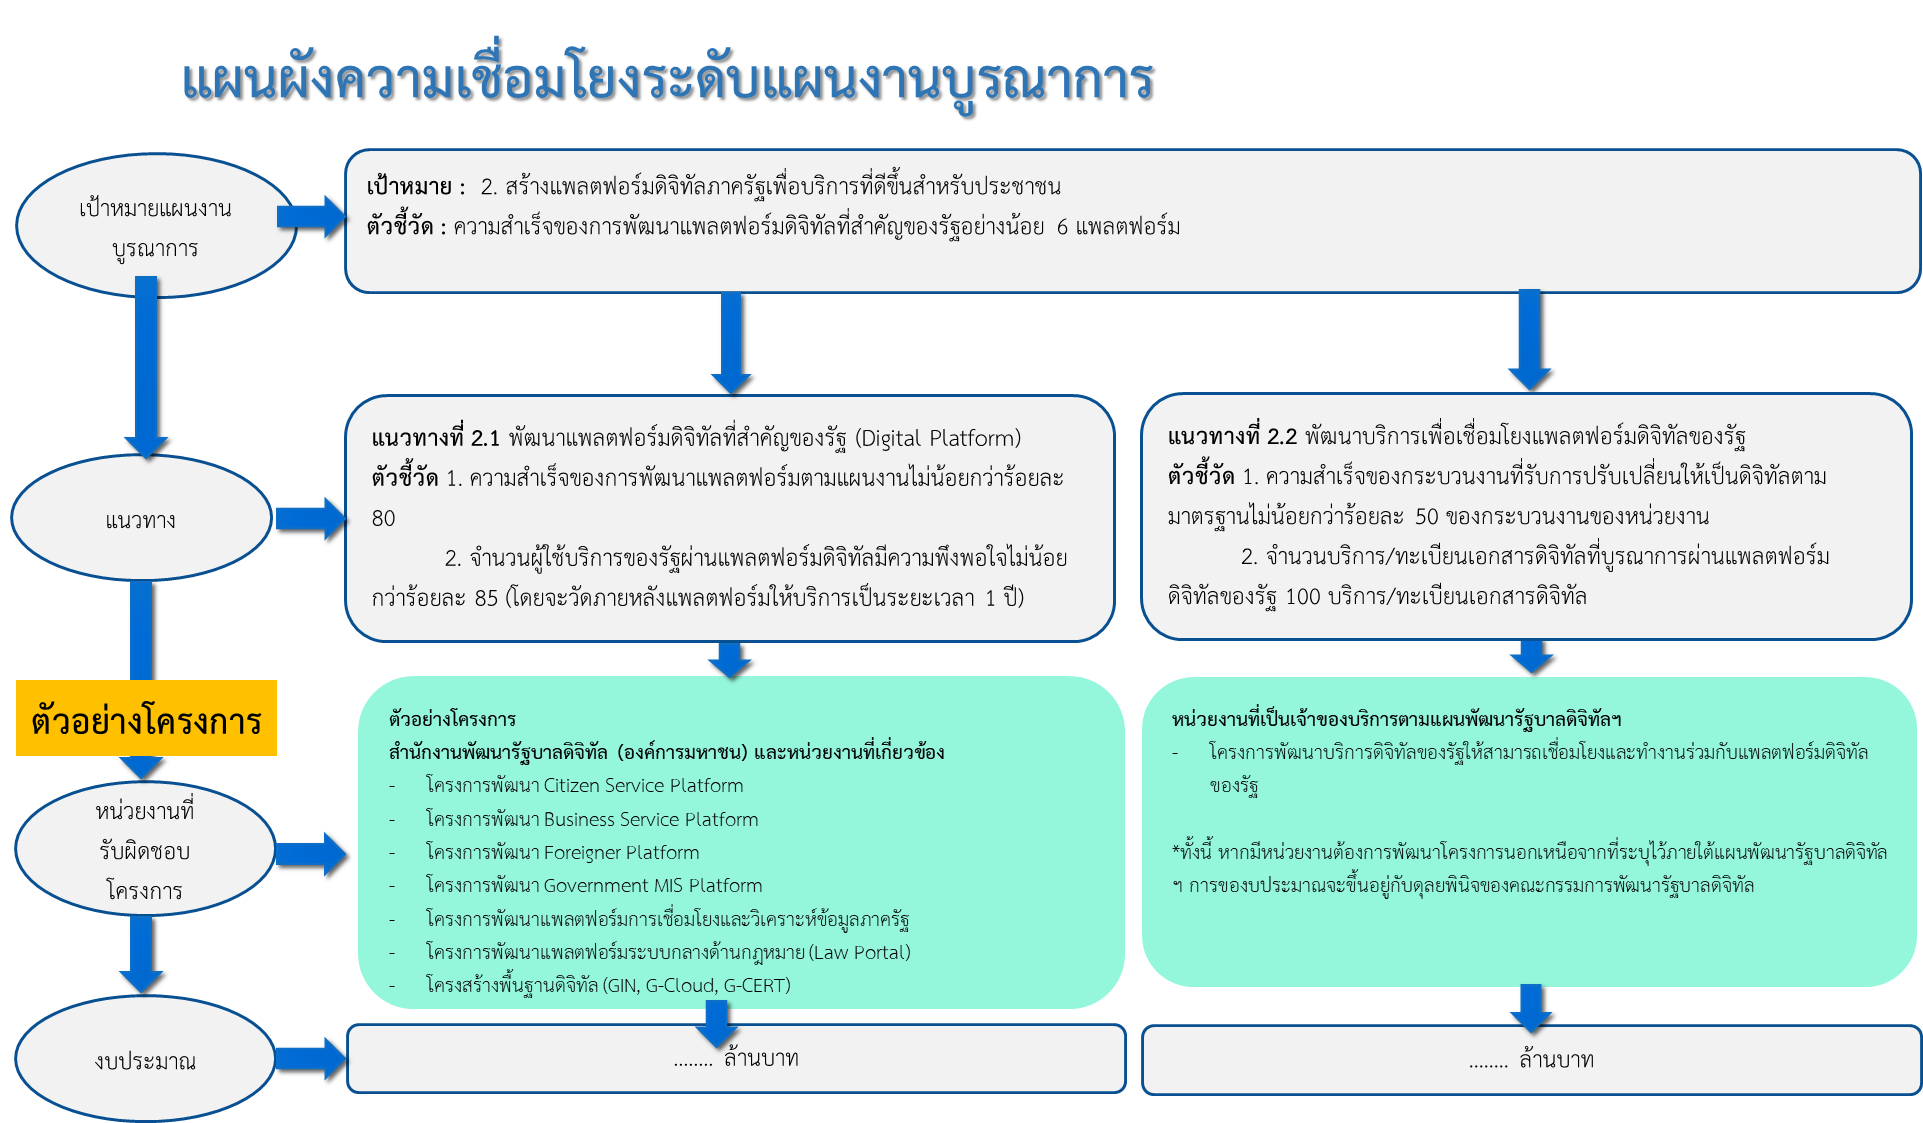 แผนผังความเชื่อมโยงระดับแผนงานบูรณาการ
เป้าหมายแผนงาน
บูรณาการ
เป้าหมาย : 2. สร้างแพลตฟอร์มดิจิทัลภาครัฐเพื่อบริการที่ดีขึ้นสำหรับประชาชน
ตัวชี้วัด : ความสำเร็จของการพัฒนาแพลตฟอร์มดิจิทัลที่สำคัญของรัฐอย่างน้อย 6 แพลตฟอร์ม
แนวทาง
แนวทางที่ 2.1 พัฒนาแพลตฟอร์มดิจิทัลที่สำคัญของรัฐ (Digital Platform)
ตัวชี้วัด 1. ความสำเร็จของการพัฒนาแพลตฟอร์มตามแผนงานไม่น้อยกว่าร้อยละ
80
2. จำนวนผู้ใช้บริการของรัฐผ่านแพลตฟอร์มดิจิทัลมีความพึงพอใจไม่น้อย
กว่าร้อยละ 85 (โดยจะวัดภายหลังแพลตฟอร์มให้บริการเป็นระยะเวลา 1 ปี)
แนวทางที่ 2.2 พัฒนาบริการเพื่อเชื่อมโยงแพลตฟอร์มดิจิทัลของรัฐ
ตัวชี้วัด 1. ความสำเร็จของกระบวนงานที่รับการปรับเปลี่ยนให้เป็นดิจิทัลตาม
มาตรฐานไม่น้อยกว่าร้อยละ 50 ของกระบวนงานของหน่วยงาน
2. จำนวนบริการ/ทะเบียนเอกสารดิจิทัลที่บูรณาการผ่านแพลตฟอร์ม
ดิจิทัลของรัฐ 100 บริการ/ทะเบียนเอกสารดิจิทัล
ตัวอย่างโครงการ
หน่วยงานที่
รับผิดชอบ
โครงการ
ตัวอย่างโครงการ
สำนักงานพัฒนารัฐบาลดิจิทัล (องค์การมหาชน) และหน่วยงานที่เกี่ยวข้อง
- โครงการพัฒนา Citizen Service Platform
- โครงการพัฒนา Business Service Platform
- โครงการพัฒนา Foreigner Platform
- โครงการพัฒนา Government MIS Platform
- โครงการพัฒนาแพลตฟอร์มการเชื่อมโยงและวิเคราะห์ข้อมูลภาครัฐ
- โครงการพัฒนาแพลตฟอร์มระบบกลางด้านกฎหมาย (Law Portal)
- โครงสร้างพื้นฐานดิจิทัล (GIN, G-Cloud, G-CERT)
หน่วยงานที่เป็นเจ้าของบริการตามแผนพัฒนารัฐบาลดิจิทัลฯ
- โครงการพัฒนาบริการดิจิทัลของรัฐให้สามารถเชื่อมโยงและทำงานร่วมกับแพลตฟอร์มดิจิทัล
ของรัฐ
*ทั้งนี้ หากมีหน่วยงานต้องการพัฒนาโครงการนอกเหนือจากที่ระบุไว้ภายใต้แผนพัฒนารัฐบาลดิจิทัล
ฯ การของบประมาณจะขึ้นอยู่กับดุลยพินิจของคณะกรรมการพัฒนารัฐบาลดิจิทัล
งบประมาณ
........ ล้านบาท
........ ล้านบาท